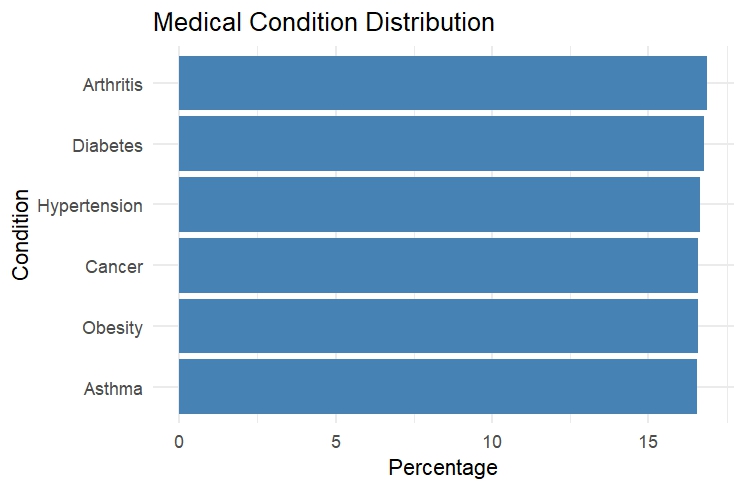 Medical Condition Distribution
Condition
Arthritis
Diabetes
Hypertension
Cancer
Obesity
Asthma
0 5 10 15
Percentage